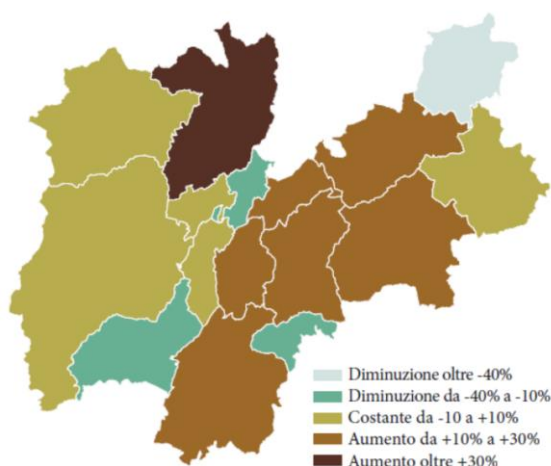 Diminuzione oltre -40%
Diminuzione da -40% a -10%
Costante da -10 a +10%
Aumento da +10% a +30%
Aumento oltre +30%